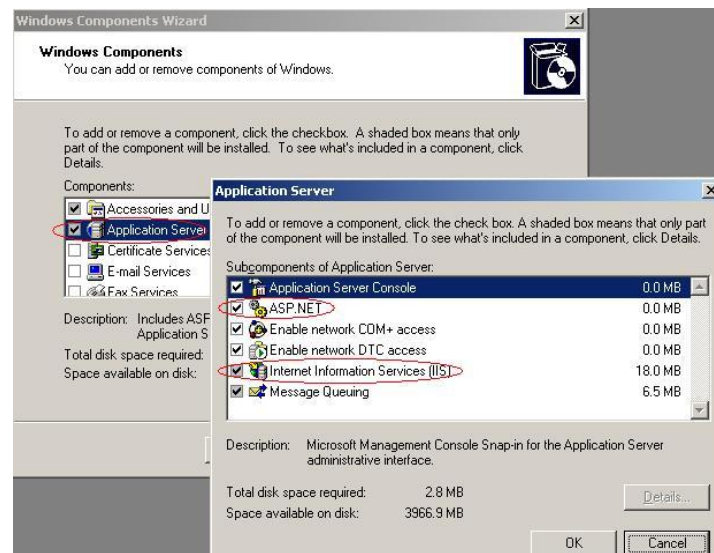 Windows Components Wizard
Windows Components
You can add or remove components of Windows.
To add or remove a component, click the checkbox. A shaded box means that only
part of the component will be installed. To see what's included in a component, click
Details.
Components:
Accessories and U
Application Server
Certificate Services
E-mail Services
Fax Services
Description: Includes ASP
Application S
Total disk space required:
Space available on disk:
Application Server
To add or remove a component, click the check box. A shaded box means that only part
of the component will be installed. To see what's included in a component, click Details.
Subcomponents of Application Server:
Application Server Console 0.0 MB
ASP.NET 0.0 MB
Enable network COM+ access 0.0 MB
Enable network DTC access 0.0 MB
Internet Information Services (IIS) 18.0 MB
Message Queuing 6.5 MB
Description: Microsoft Management Console Snap-in for the Application Server
administrative interface.
Total disk space required: 2.8 MB
Space available on disk: 3966.9 MB
Details...
OK
Cancel